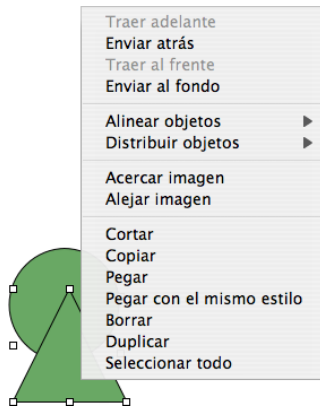 Traer adelante
Enviar atrás
Traer al frente
Enviar al fondo
Alinear objetos
Distribuir objetos
Acercar imagen
Alejar imagen
Cortar
Copiar
Pegar
Pegar con el mismo estilo
Borrar
Duplicar
Seleccionar todo